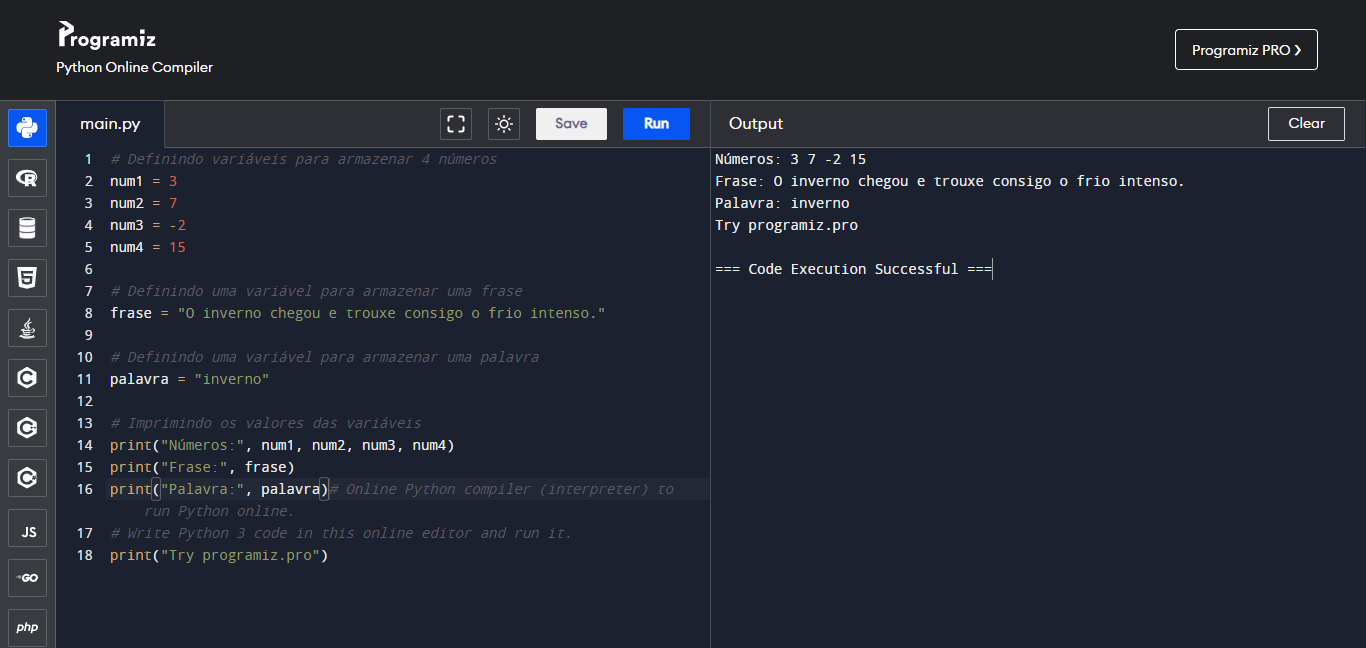 Programiz
Python Online Compiler
Programiz PRO ❯
main.py
Save
Run
Output
Clear
1 # Definindo variáveis para armazenar 4 números
2 num1 = 3
3 num2 = 7
4 num3 = -2
5 num4 = 15
6
7 # Definindo uma variável para armazenar uma frase
8 frase = "O inverno chegou e trouxe consigo o frio intenso."
9
10 # Definindo uma variável para armazenar uma palavra
11 palavra = "inverno"
12
13 # Imprimindo os valores das variáveis
14 print("Números:", num1, num2, num3, num4)
15 print("Frase:", frase)
16 print("Palavra:", palavra)# Online Python compiler (interpreter) to
run Python online.
17 # Write Python 3 code in this online editor and run it.
18 print("Try programiz.pro")
Números: 3 7 -2 15
Frase: O inverno chegou e trouxe consigo o frio intenso.
Palavra: inverno
Try programiz.pro
=== Code Execution Successful ===
R
5
C
C
C
JS
GO
php